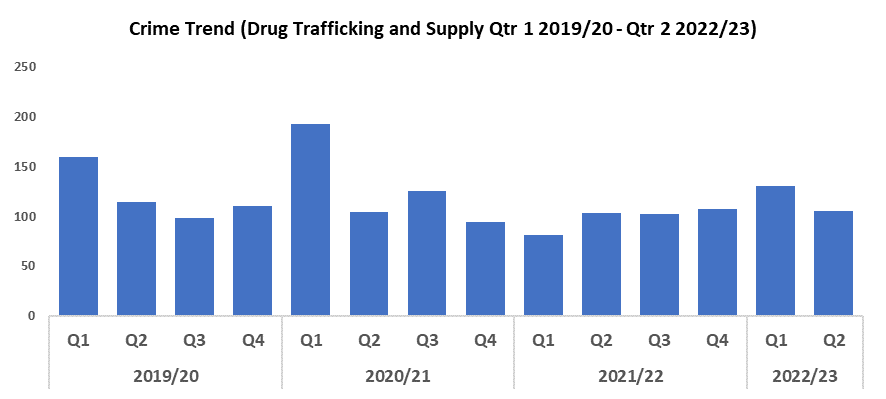 Crime Trend (Drug Trafficking and Supply Qtr 1 2019/20 - Qtr 2 2022/23)
250
200
150
100
50
0
Q1 Q2 Q3 Q4 Q1 Q2 Q3 Q4 Q1 Q2 Q3 Q4 Q1 Q2
2019/20 2020/21 2021/22 2022/23